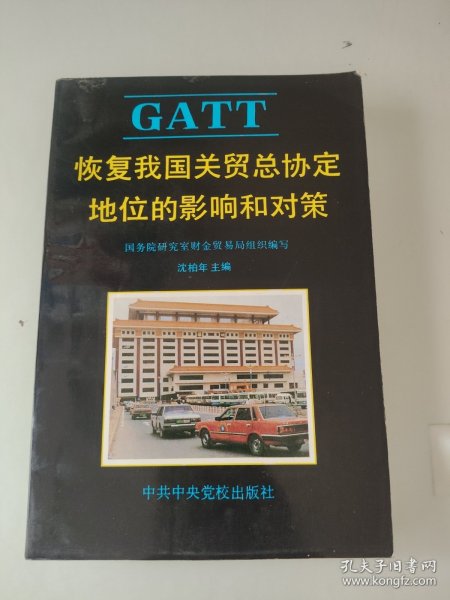 GATT
恢复我国关贸总协定
地位的影响和对策
国务院研究室财金贸易局组织编写
沈柏年 主编
中共中央党校出版社
孔夫子旧书网
www.kongfz.com